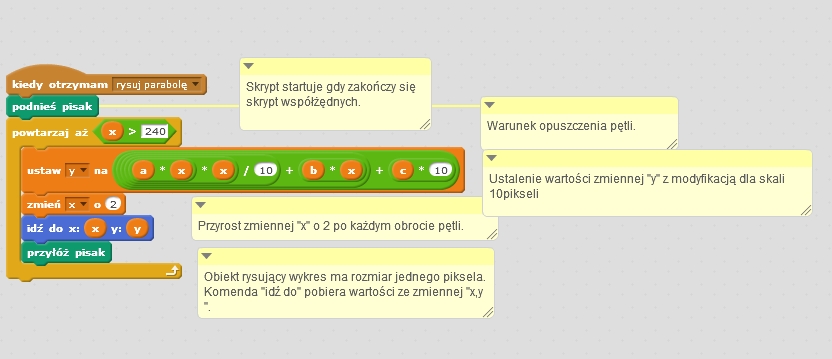 kiedy otrzymam rysuj parabolę
podnieś pisak
powtarzaj aż x > 240
ustaw y na a * x * x / 10 + b * x + c * 10
zmień x o 2
idź do x: x y: y
przyłóż pisak
Skrypt startuje gdy zakończy się
skrypt współżędnych.
Warunek opuszczenia pętli.
Ustalenie wartości zmiennej "y" z modyfikacją dla skali
10pikseli
Przyrost zmiennej "x" o 2 po każdym obrocie pętli.
Obiekt rysujący wykres ma rozmiar jednego piksela.
Komenda "idź do" pobiera wartości ze zmiennej "x,y
".